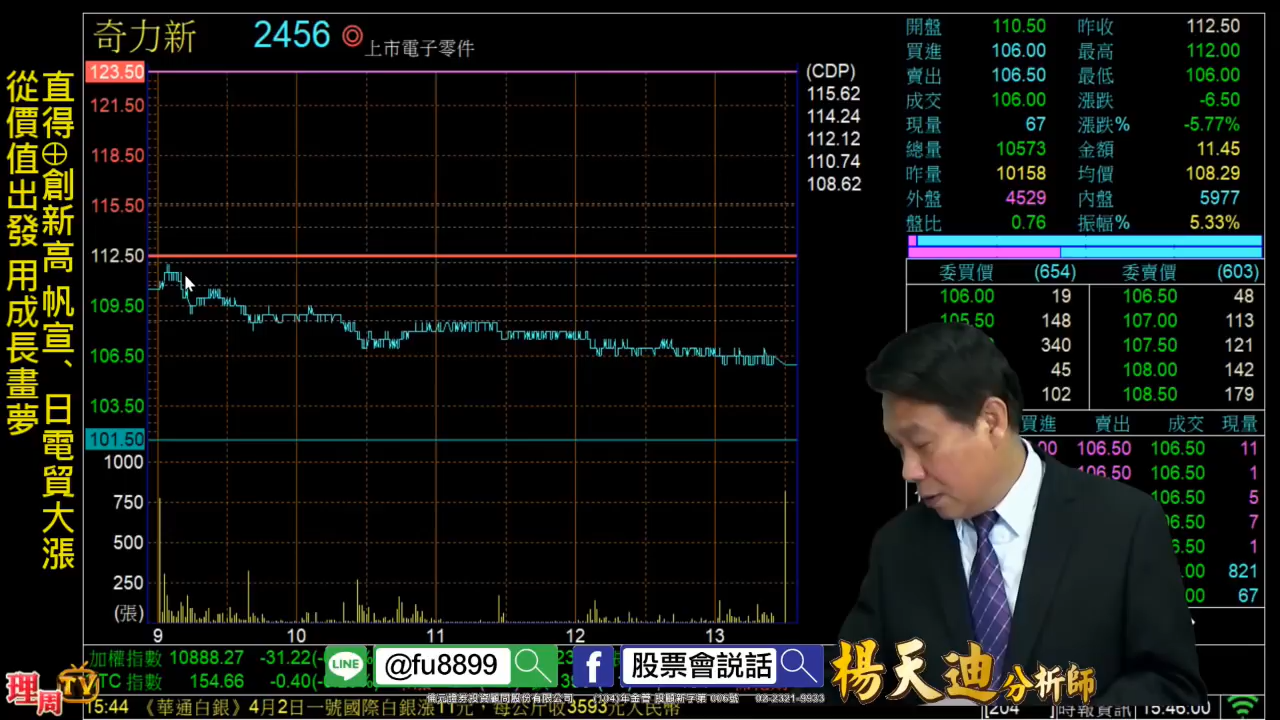 直得⊕創新高 帆宣、日電貿大漲
從價值出發 用成長畫夢
奇力新 2456 ◎ 上市電子零件
123.50
121.50
118.50
115.50
112.50
109.50
106.50
103.50
101.50
1000
750
500
250
(張)
9 10 11 12 13
(CDP)
115.62
114.24
112.12
110.74
108.62
開盤 110.50 昨收 112.50
買進 106.00 最高 112.00
賣出 106.50 最低 106.00
成交 106.00 漲跌 -6.50
現量 67 漲跌% -5.77%
總量 10573 金額 11.45
昨量 10158 均價 108.29
外盤 4529 內盤 5977
盤比 0.76 振幅% 5.33%
委買價 (654) 委賣價 (603)
106.00 19 106.50 48
105.50 148 107.00 113
340 107.50 121
45 108.00 142
102 108.50 179
買進 賣出 成交 現量
106.50 106.50 11
106.50 106.50 1
106.50 5
106.50 7
1
821
67
加權指數 10888.27 -31.22
TC 指數 154.66 -0.40
LINE @fu8899
f 股票會説話
楊天迪 分析師
理周TV
15:44 《華通白銀》4月2日一號國際白銀漲11元，每公斤收3593元人民幣
時報資訊 15:46:00
02-2321-9933